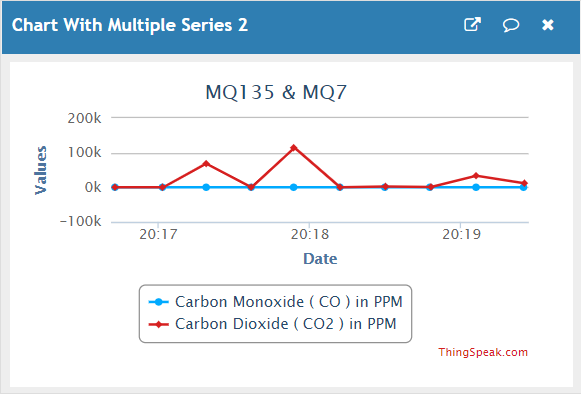 Chart With Multiple Series 2
MQ135 & MQ7
200k
100k
0k
-100k
Values
20:17 20:18 20:19
Date
Carbon Monoxide ( CO ) in PPM
Carbon Dioxide ( CO2 ) in PPM
ThingSpeak.com